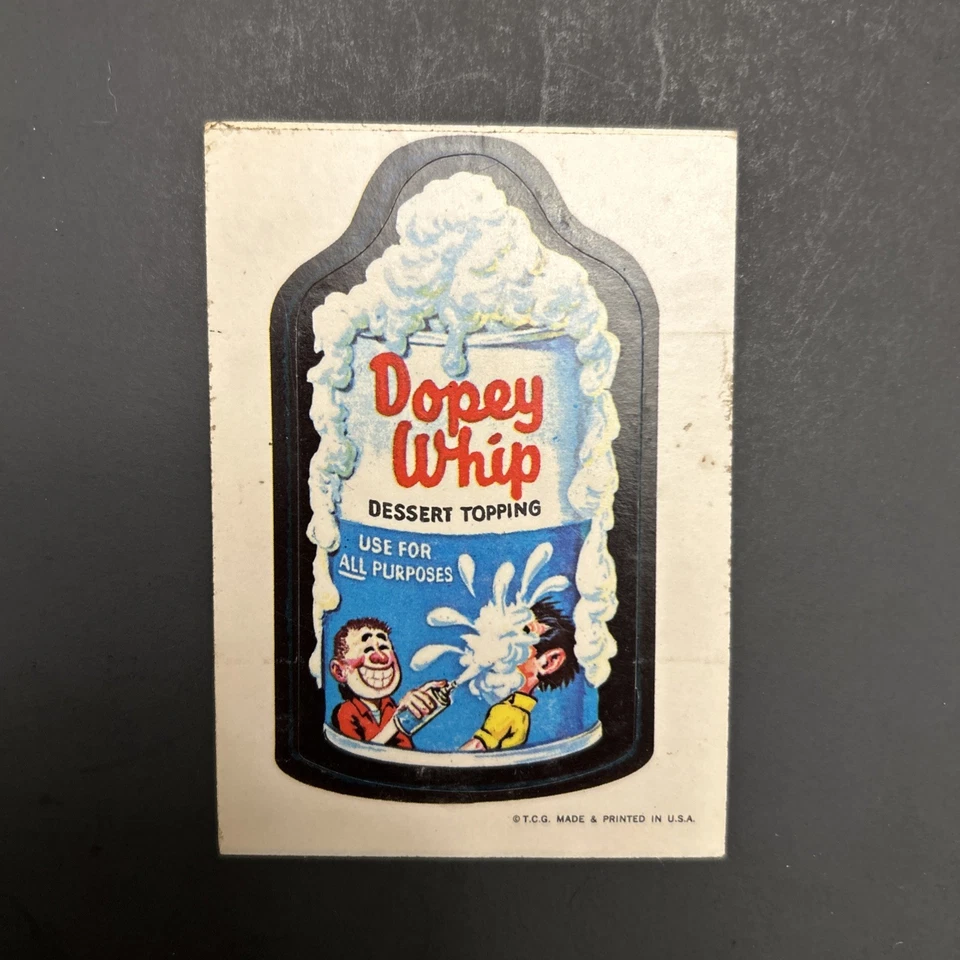 Dopey
Whip
DESSERT TOPPING
USE FOR
ALL PURPOSES
© T.C.G. MADE & PRINTED IN U.S.A.